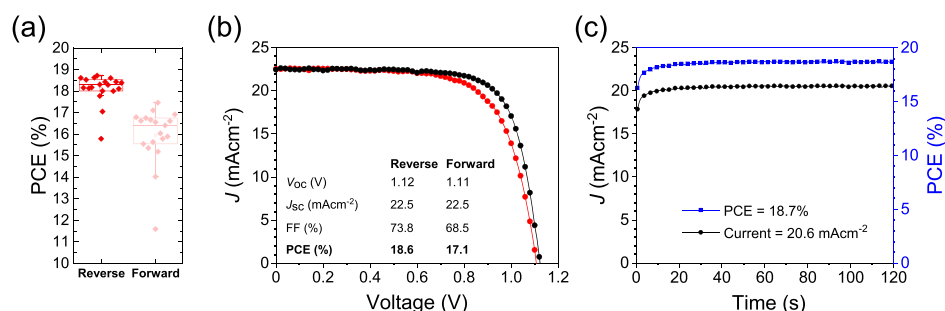 (a)
20
19
18
17
16
15
14
13
12
11
10
PCE (%)
Reverse Forward
(b)
25
20
15
10
5
0
J (mAcm-2)
0.0 0.2 0.4 0.6 0.8 1.0 1.2
Voltage (V)
Reverse Forward
VOC (V) 1.12 1.11
JSC (mAcm-2) 22.5 22.5
FF (%) 73.8 68.5
PCE (%) 18.6 17.1
(c)
25
20
15
10
5
0
J (mAcm-2)
0 20 40 60 80 100 120
Time (s)
PCE = 18.7%
Current = 20.6 mAcm-2
20
15
10
5
0
PCE (%)